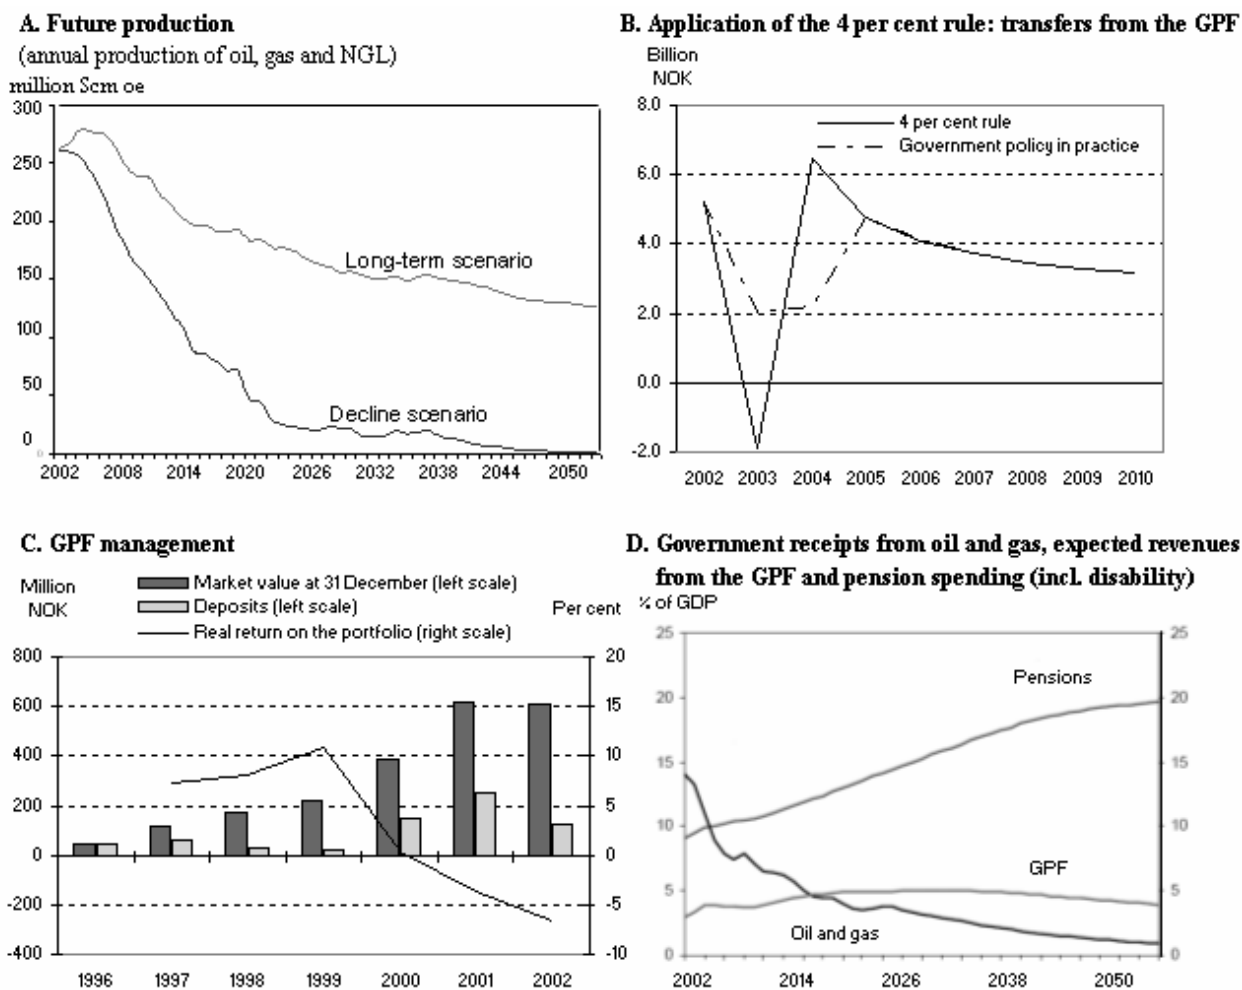 A. Future production
(annual production of oil, gas and NGL)
million Scm oe
300
250
200
150
100
50
0
0
Long-term scenario
Decline scenario
2002 2008 2014 2020 2026 2032 2038 2044 2050
B. Application of the 4 per cent rule: transfers from the GPF
Billion
NOK
8.0
6.0
4.0
2.0
0.0
-2.0
4 per cent rule
Government policy in practice
2002 2003 2004 2005 2006 2007 2008 2009 2010
C. GPF management
Million
NOK
Market value at 31 December (left scale)
Deposits (left scale)
Real return on the portfolio (right scale)
Per cent
800
600
400
200
0
-200
-400
20
15
10
5
0
-5
-10
1996 1997 1998 1999 2000 2001 2002
D. Government receipts from oil and gas, expected revenues
from the GPF and pension spending (incl. disability)
% of GDP
25
20
15
10
5
0
25
20
15
10
5
0
Pensions
GPF
Oil and gas
2002 2014 2026 2038 2050